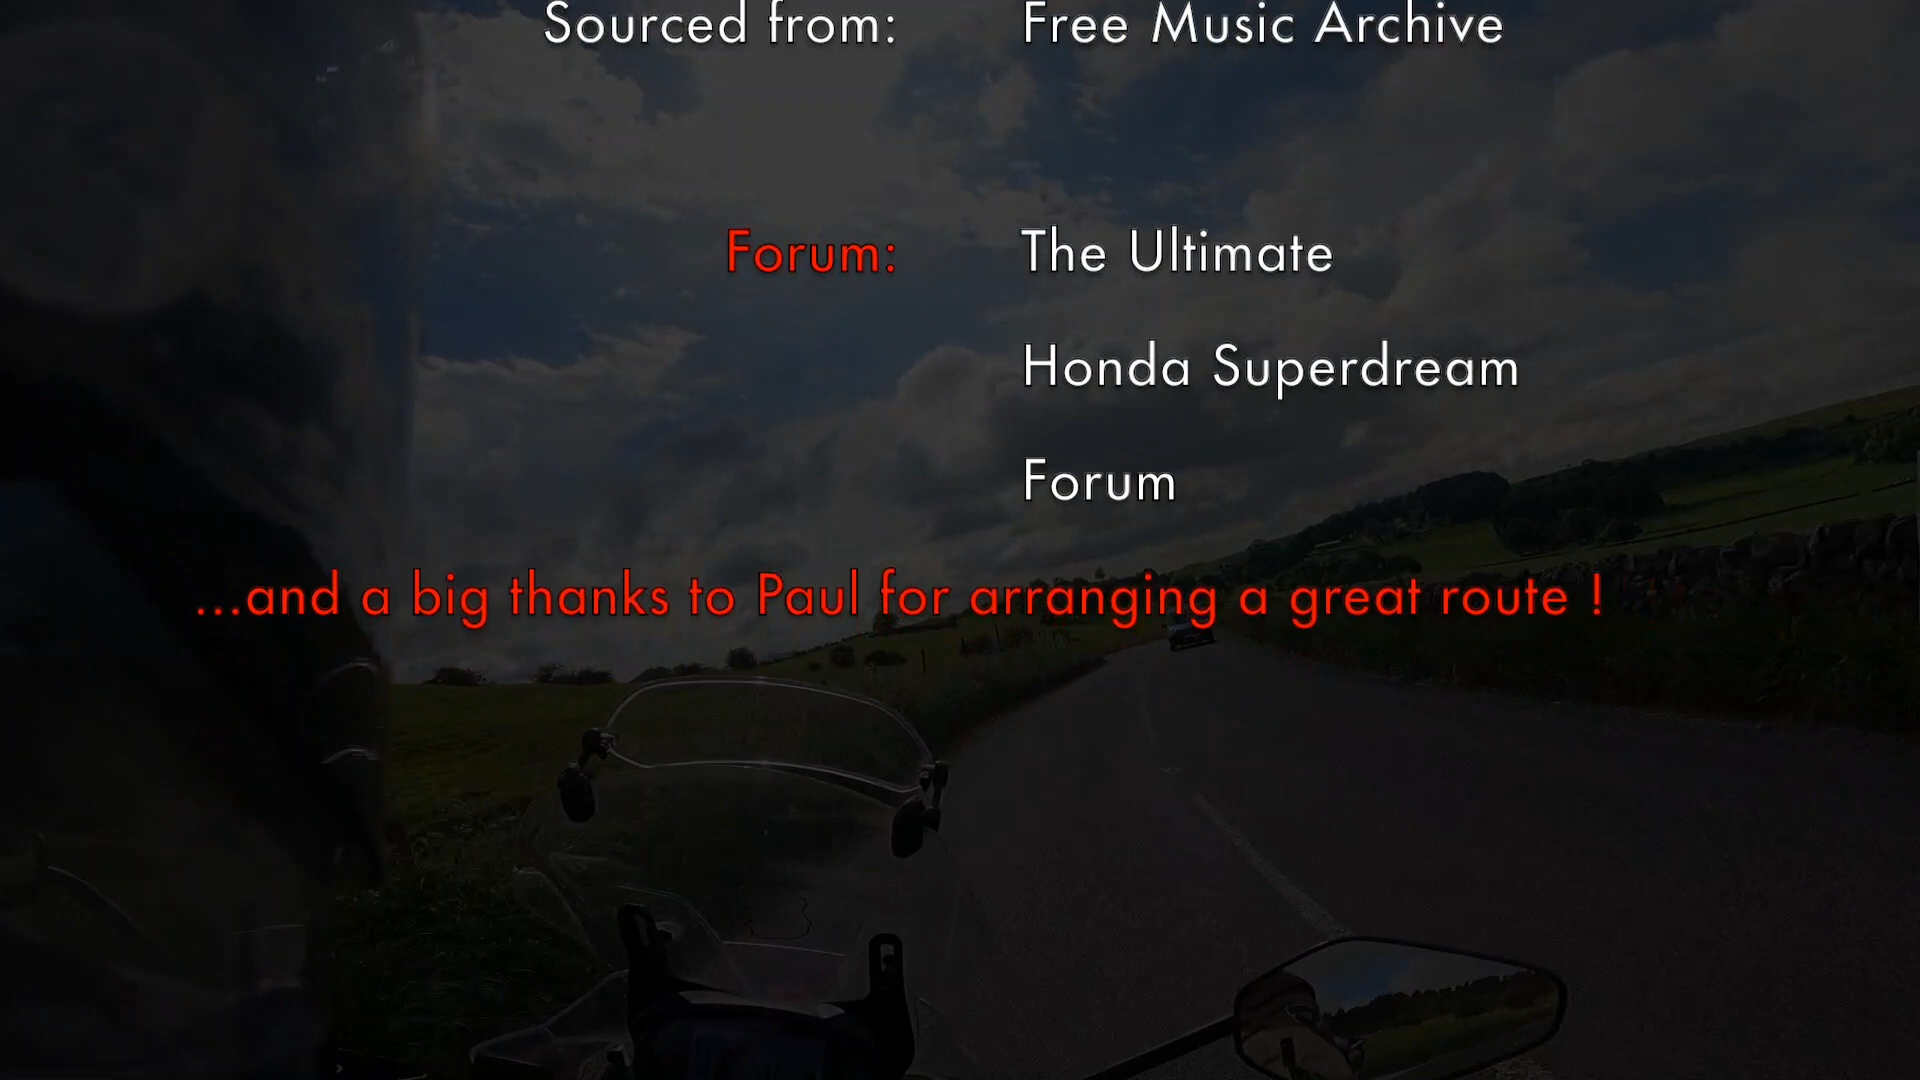 Sourced from: Free Music Archive
Forum: The Ultimate
Honda Superdream
Forum
...and a big thanks to Paul for arranging a great route !